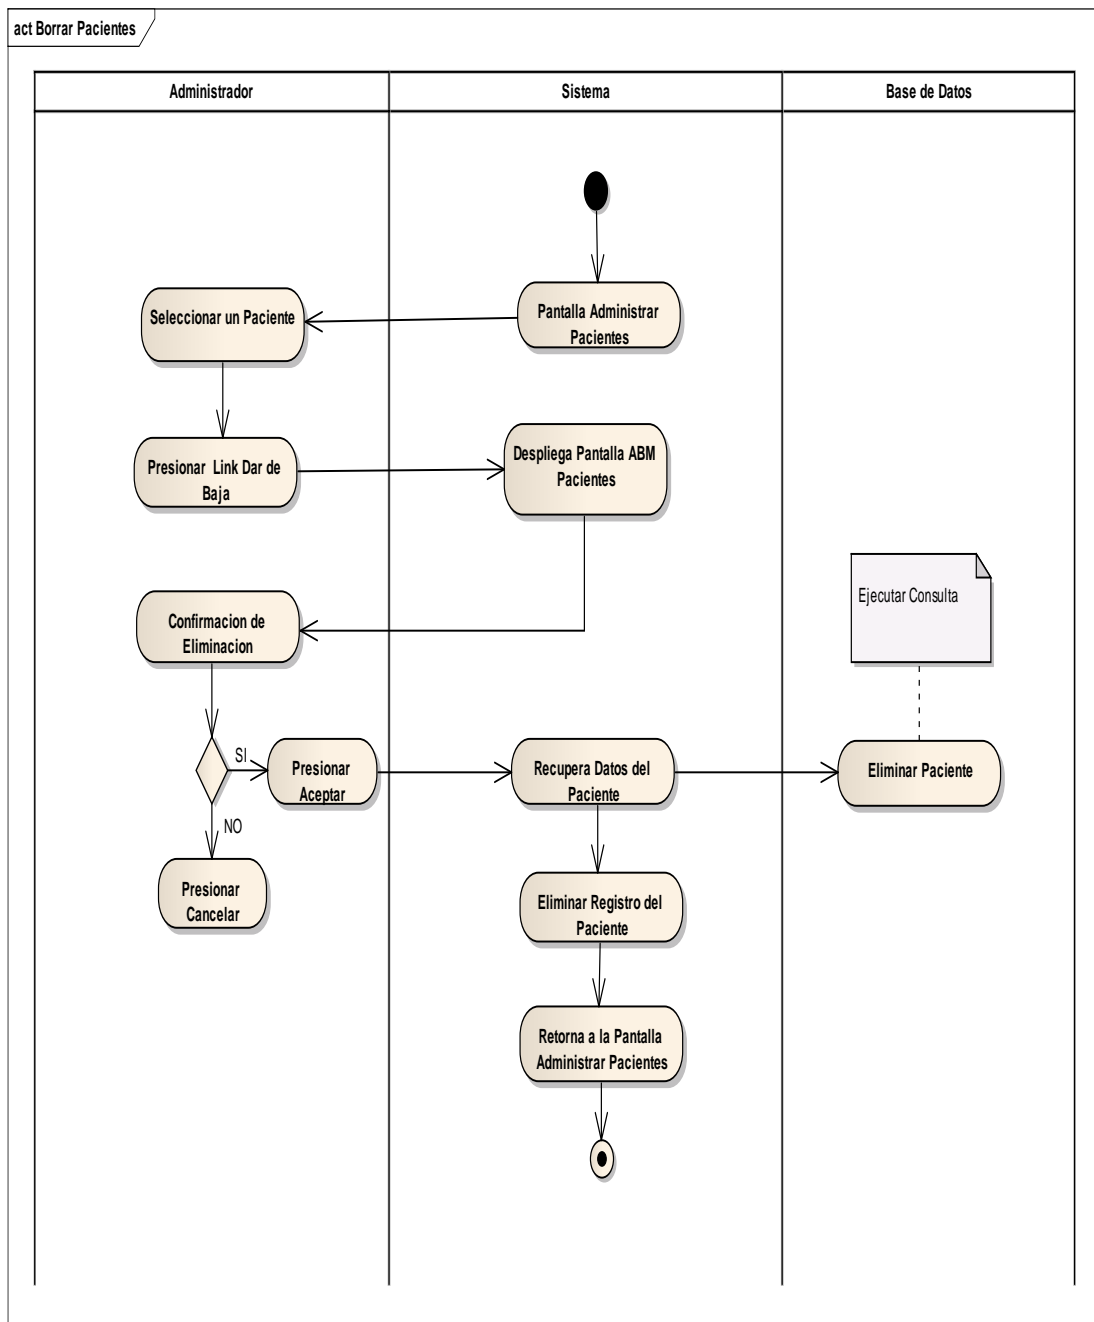 act Borrar Pacientes
Administrador
Sistema
Base de Datos
Seleccionar un Paciente
Pantalla Administrar
Pacientes
Presionar Link Dar de
Baja
Despliega Pantalla ABM
Pacientes
Confirmacion de
Eliminacion
Ejecutar Consulta
SI
Presionar
Aceptar
Recupera Datos del
Paciente
Eliminar Paciente
NO
Presionar
Cancelar
Eliminar Registro del
Paciente
Retorna a la Pantalla
Administrar Pacientes